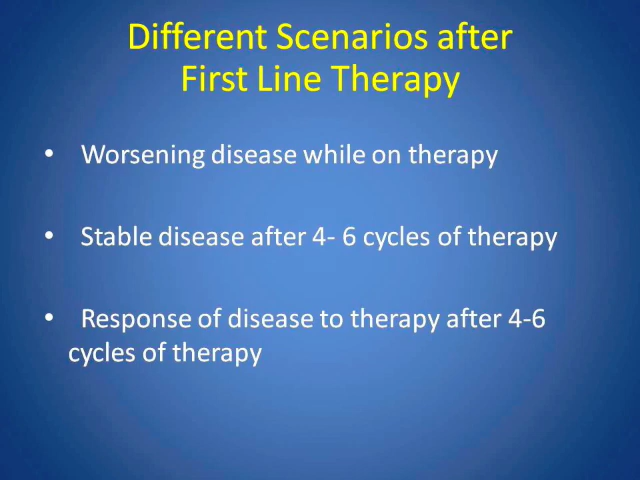 Different Scenarios after
First Line Therapy
• Worsening disease while on therapy
• Stable disease after 4- 6 cycles of therapy
• Response of disease to therapy after 4-6
cycles of therapy